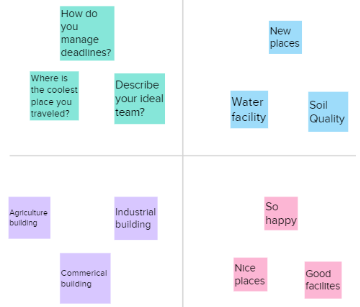 How do
you
manage
deadlines?
Where is
the coolest
place you
traveled?
Describe
your ideal
team?
New
places
Water
facility
Soil
Quality
Agriculture
building
Industrial
building
Commerical
building
So
happy
Nice
places
Good
facilites